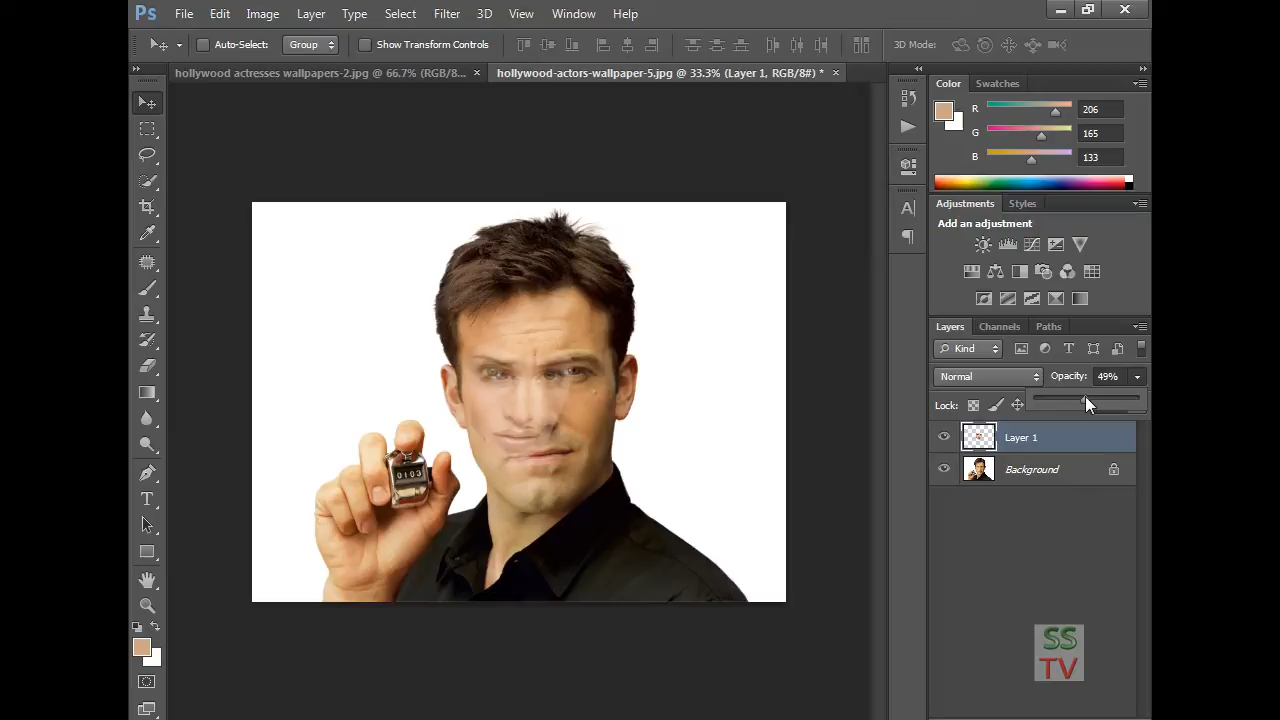 Ps File Edit Image Layer Type Select Filter 3D View Window Help
Auto-Select: Group Show Transform Controls 3D Mode:
hollywood actresses wallpapers-2.jpg @ 66.7% (RGB/8... × hollywood-actors-wallpaper-5.jpg @ 33.3% (Layer 1, RGB/8#) * ×
Color Swatches
R 206
G 165
B 133
Adjustments Styles
Add an adjustment
Layers Channels Paths
Kind
Normal Opacity: 49%
Lock:
Layer 1
Background
0103
SS
TV